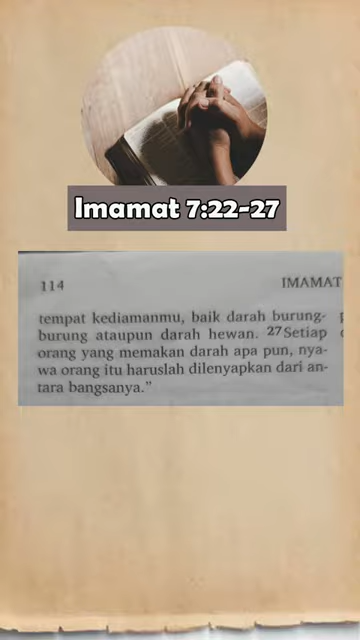 Imamat 7:22-27
114 IMAMAT
tempat kediamanmu, baik darah burung-
burung ataupun darah hewan. 27Setiap
orang yang memakan darah apa pun, nya-
wa orang itu haruslah dilenyapkan dari an-
tara bangsanya.”